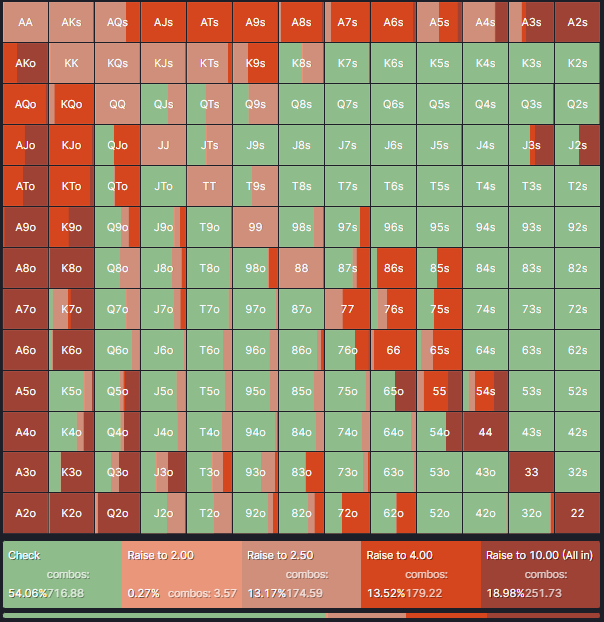 AA AKs AQs AJs ATs A9s A8s A7s A6s A5s A4s A3s A2s
AKo KK KQs KJs KTs K9s K8s K7s K6s K5s K4s K3s K2s
AQo KQo QQ QJs QTs Q9s Q8s Q7s Q6s Q5s Q4s Q3s Q2s
AJo KJo QJo JJ JTs J9s J8s J7s J6s J5s J4s J3s J2s
ATo KTo QTo JTo TT T9s T8s T7s T6s T5s T4s T3s T2s
A9o K9o Q9o J9o T9o 99 98s 97s 96s 95s 94s 93s 92s
A8o K8o Q8o J8o T8o 98o 88 87s 86s 85s 84s 83s 82s
A7o K7o Q7o J7o T7o 97o 87o 77 76s 75s 74s 73s 72s
A6o K6o Q6o J6o T6o 96o 86o 76o 66 65s 64s 63s 62s
A5o K5o Q5o J5o T5o 95o 85o 75o 65o 55 54s 53s 52s
A4o K4o Q4o J4o T4o 94o 84o 74o 64o 54o 44 43s 42s
A3o K3o Q3o J3o T3o 93o 83o 73o 63o 53o 43o 33 32s
A2o K2o Q2o J2o T2o 92o 82o 72o 62o 52o 42o 32o 22
Check Raise to 2.00 Raise to 2.50 Raise to 4.00 Raise to 10.00 (All in)
combos: combos: combos: combos:
54.06% 716.88 0.27% combos: 3.57 13.17% 174.59 13.52% 179.22 18.98% 251.73